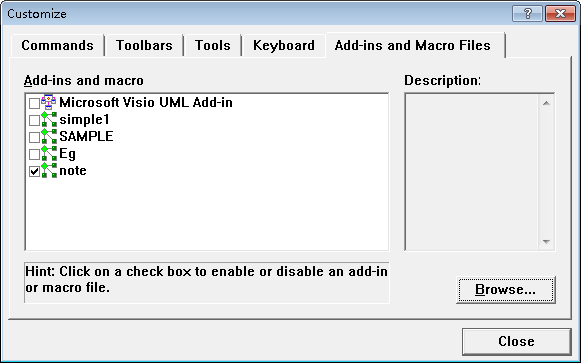 Customize
Commands
Toolbars
Tools
Keyboard
Add-ins and Macro Files
Add-ins and macro
Description:
Microsoft Visio UML Add-in
simple1
SAMPLE
Eg
note
Hint: Click on a check box to enable or disable an add-in
or macro file.
Browse...
Close